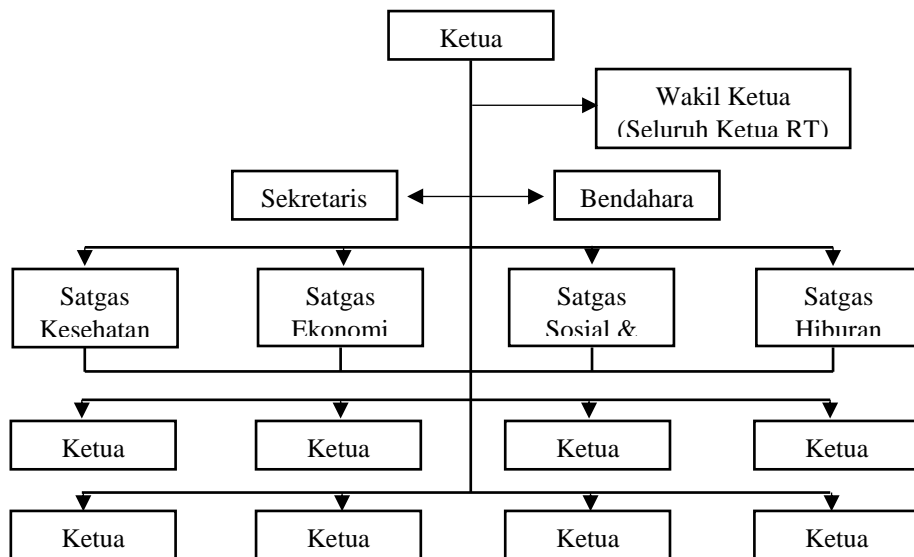 Ketua
Wakil Ketua
(Seluruh Ketua RT)
Sekretaris
Bendahara
Satgas
Kesehatan
Satgas
Ekonomi
Satgas
Sosial &
Satgas
Hiburan
Ketua
Ketua
Ketua
Ketua
Ketua
Ketua
Ketua
Ketua